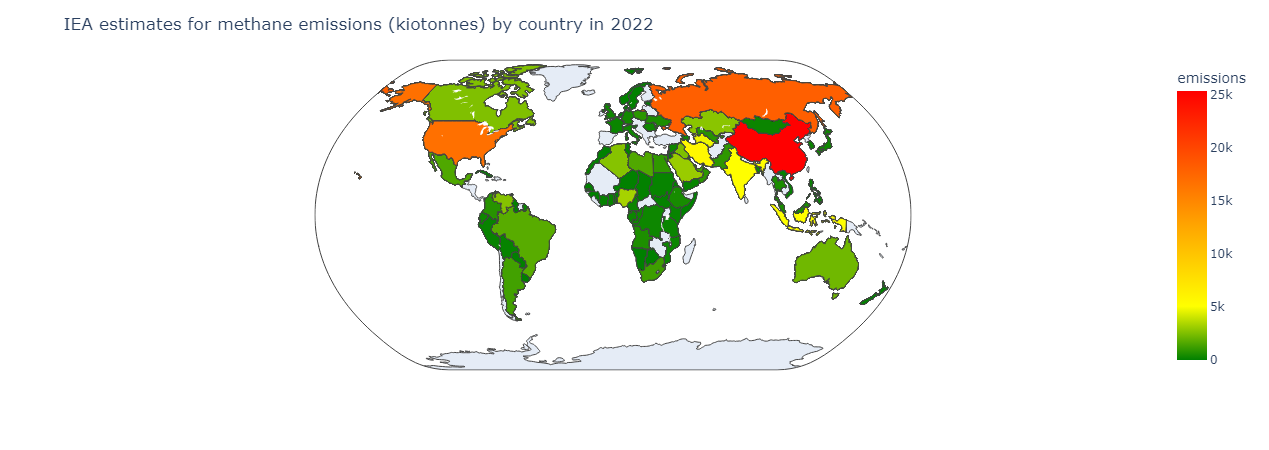 IEA estimates for methane emissions (kiotonnes) by country in 2022
emissions
25k
20k
15k
10k
5k
0